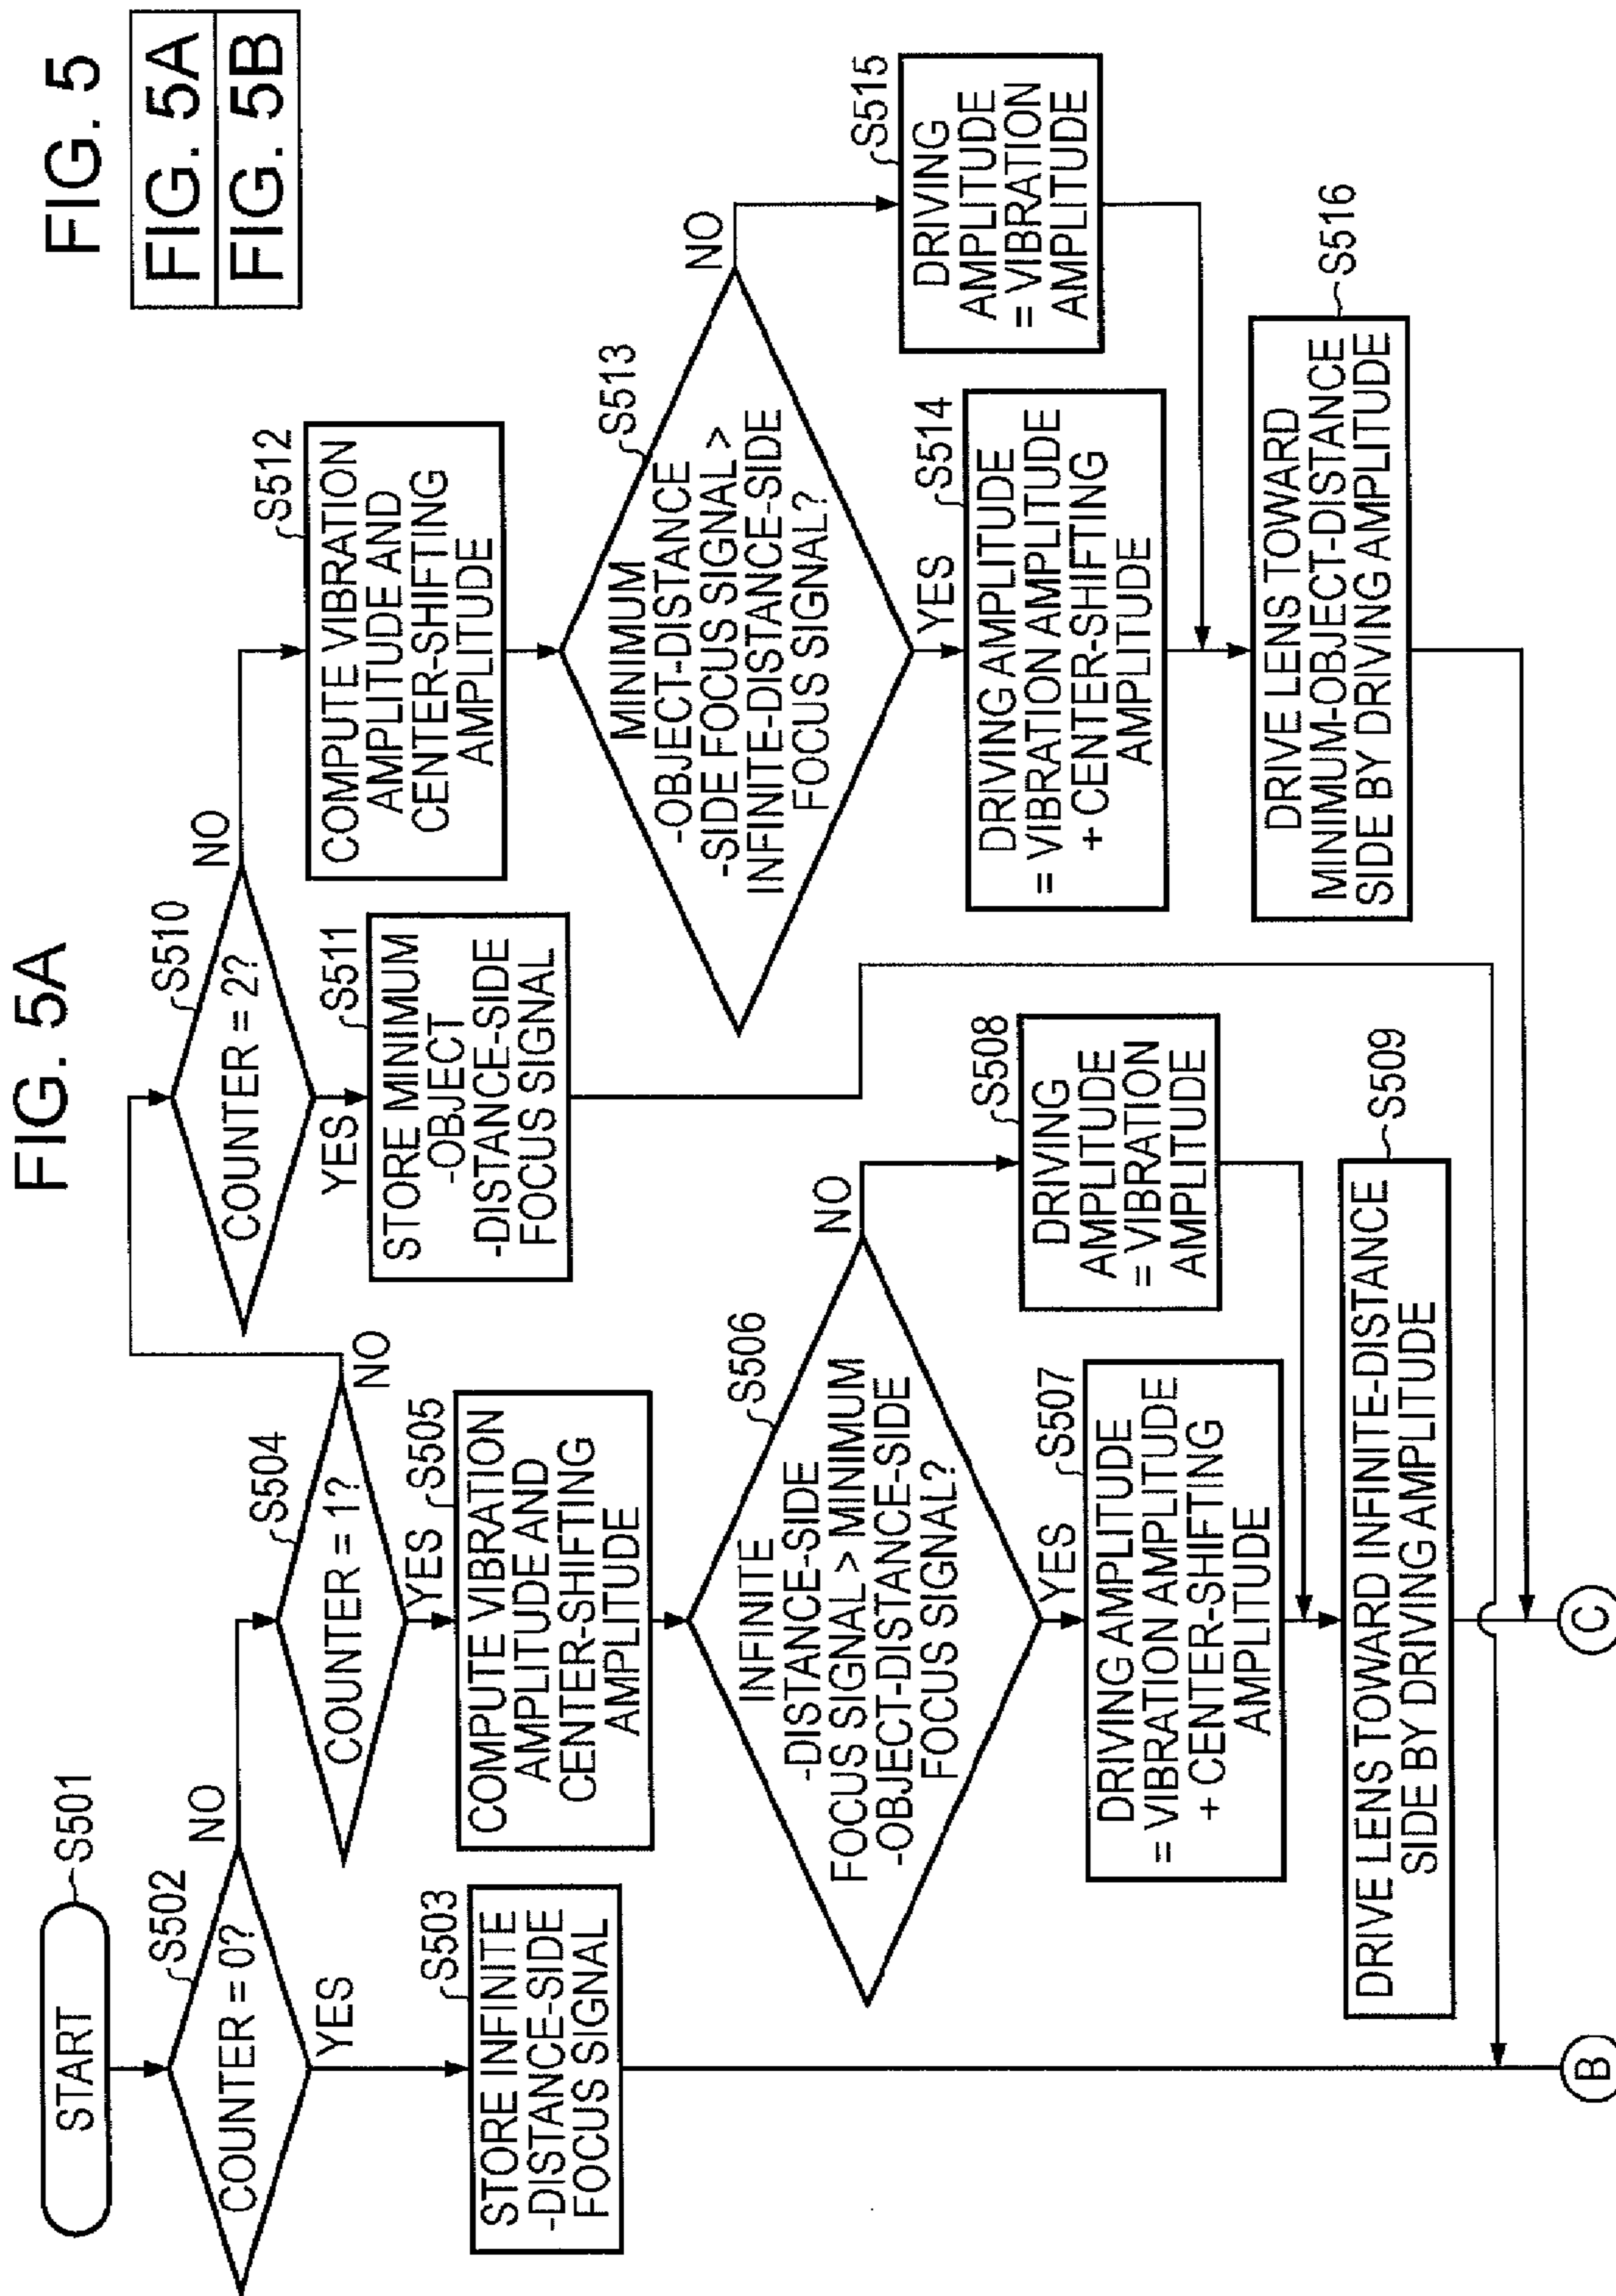 FIG. 5
FIG. 5A
FIG. 5B
FIG. 5A
START
S501
S502
COUNTER = 0?
NO
YES
S503
STORE INFINITE
-DISTANCE-SIDE
FOCUS SIGNAL
S504
COUNTER = 1?
NO
YES
S505
COMPUTE VIBRATION
AMPLITUDE AND
CENTER-SHIFTING
AMPLITUDE
S506
INFINITE
-DISTANCE-SIDE
FOCUS SIGNAL > MINIMUM
-OBJECT-DISTANCE-SIDE
FOCUS SIGNAL?
NO
YES
S507
DRIVING AMPLITUDE
= VIBRATION AMPLITUDE
+ CENTER-SHIFTING
AMPLITUDE
S508
DRIVING
AMPLITUDE
= VIBRATION
AMPLITUDE
S509
DRIVE LENS TOWARD INFINITE-DISTANCE
SIDE BY DRIVING AMPLITUDE
S510
COUNTER = 2?
NO
YES
S511
STORE MINIMUM
-OBJECT
-DISTANCE-SIDE
FOCUS SIGNAL
S512
COMPUTE VIBRATION
AMPLITUDE AND
CENTER-SHIFTING
AMPLITUDE
S513
MINIMUM
-OBJECT-DISTANCE
-SIDE FOCUS SIGNAL >
INFINITE-DISTANCE-SIDE
FOCUS SIGNAL?
NO
YES
S514
DRIVING AMPLITUDE
= VIBRATION AMPLITUDE
+ CENTER-SHIFTING
AMPLITUDE
S515
DRIVING
AMPLITUDE
= VIBRATION
AMPLITUDE
S516
DRIVE LENS TOWARD
MINIMUM-OBJECT-DISTANCE
SIDE BY DRIVING AMPLITUDE
B
C